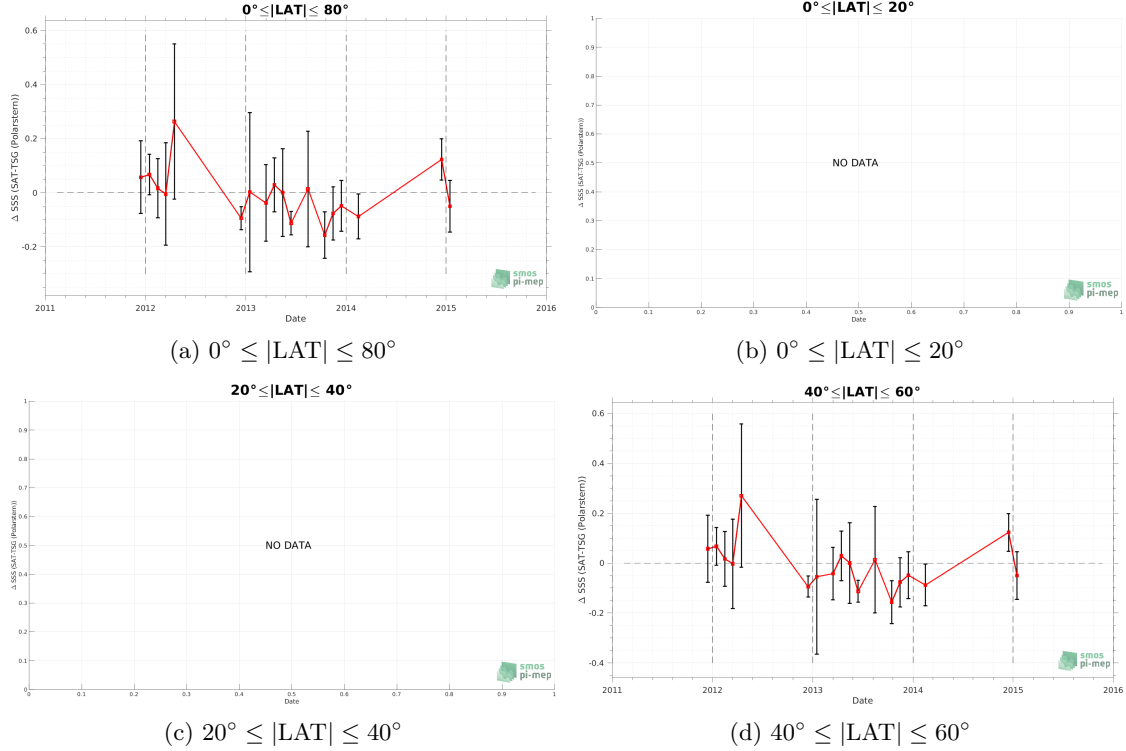 0°≤|LAT|≤ 80°
Δ SSS (SAT-TSG (Polarstern))
0.6
0.4
0.2
0
-0.2
2011 2012 2013 2014 2015 2016
Date
smos
pi-mep
(a) 0° ≤ |LAT| ≤ 80°
0°≤|LAT|≤ 20°
Δ SSS (SAT-TSG (Polarstern))
1
0.9
0.8
0.7
0.6
0.5
0.4
0.3
0.2
0.1
0
NO DATA
0 0.1 0.2 0.3 0.4 0.5 0.6 0.7 0.8 0.9 1
Date
smos
pi-mep
(b) 0° ≤ |LAT| ≤ 20°
20°≤|LAT|≤ 40°
Δ SSS (SAT-TSG (Polarstern))
1
0.9
0.8
0.7
0.6
0.5
0.4
0.3
0.2
0.1
0
NO DATA
0 0.1 0.2 0.3 0.4 0.5 0.6 0.7 0.8 0.9 1
Date
smos
pi-mep
(c) 20° ≤ |LAT| ≤ 40°
40°≤|LAT|≤ 60°
Δ SSS (SAT-TSG (Polarstern))
0.6
0.4
0.2
0
-0.2
-0.4
2011 2012 2013 2014 2015 2016
Date
smos
pi-mep
(d) 40° ≤ |LAT| ≤ 60°